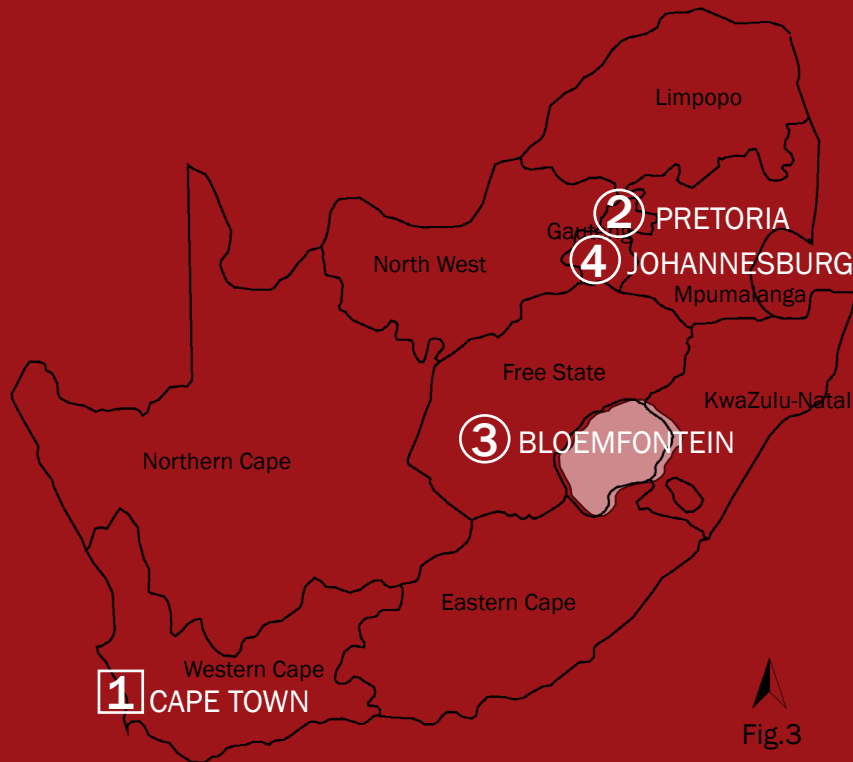 Limpopo
2 PRETORIA
Gauteng
4 JOHANNESBURG
North West
Mpumalanga
Free State
KwaZulu-Natal
3 BLOEMFONTEIN
Northern Cape
Eastern Cape
Western Cape
1 CAPE TOWN
Fig.3